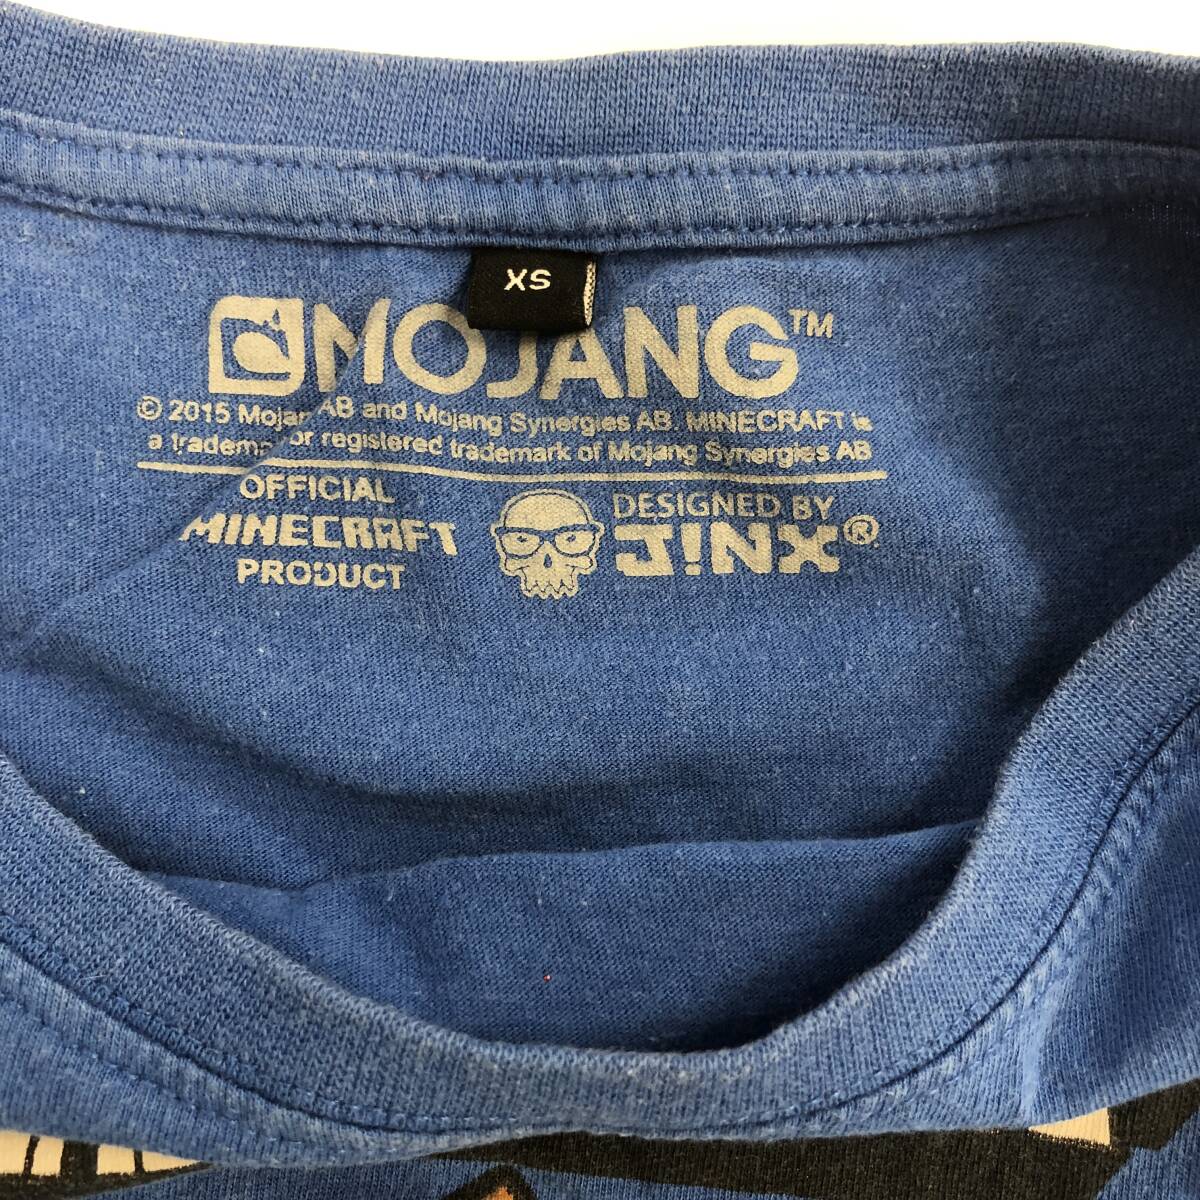 XS
MOJANG™
© 2015 Mojang AB and Mojang Synergies AB. MINECRAFT is
a trademark or registered trademark of Mojang Synergies AB
OFFICIAL
MINECRAFT
PRODUCT
DESIGNED BY
J!NX®